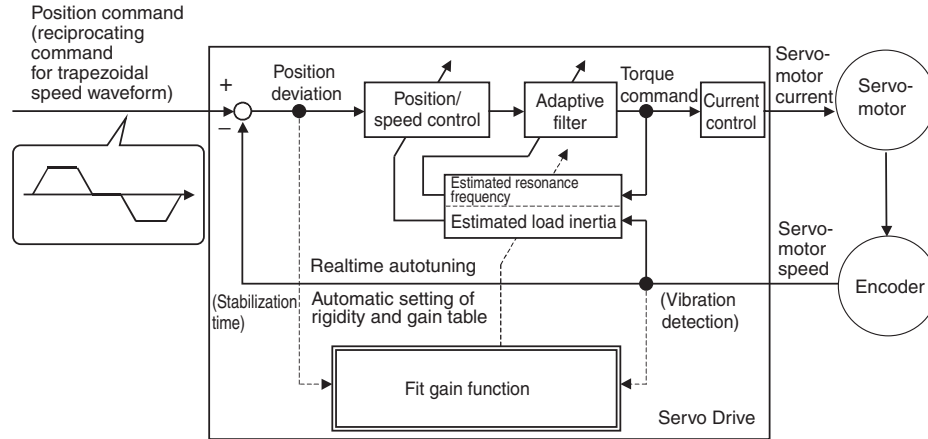 Position command
(reciprocating
command
for trapezoidal
speed waveform)
+
−
Position
deviation
Position/
speed control
Adaptive
filter
Torque
command
Current
control
Servo-
motor
current
Servo-
motor
Estimated resonance
frequency
Estimated load inertia
Servo-
motor
speed
Encoder
Realtime autotuning
(Stabilization
time)
Automatic setting of
rigidity and gain table
(Vibration
detection)
Fit gain function
Servo Drive